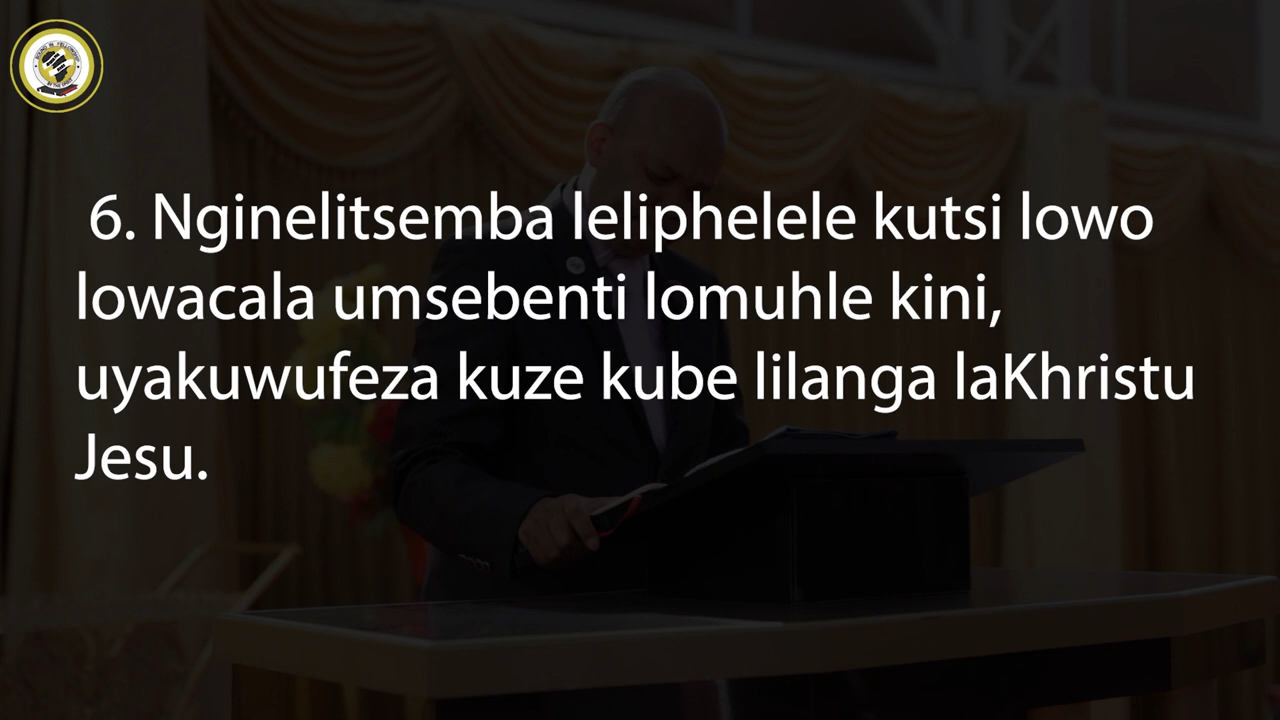 6. Nginelitsemba leliphelele kutsi lowo
lowacala umsebenti lomuhle kini,
uyakuwufeza kuze kube lilanga laKhristu
Jesu.